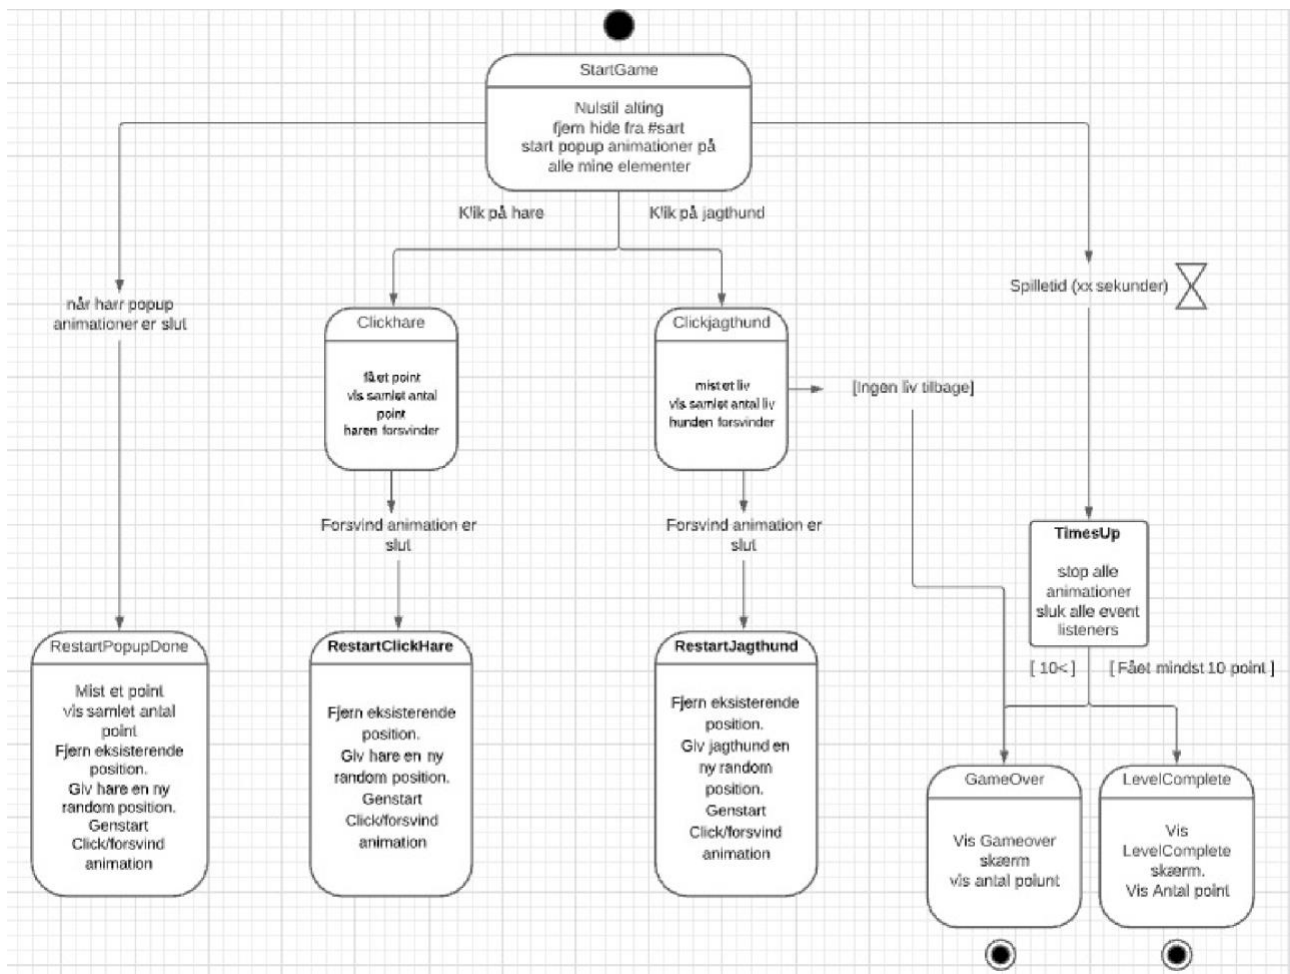 StartGame
Nulstil alting
fjern hide fra #sart
start popup animationer på
alle mine elementer
Klik på hare
Klik på jagthund
Spilletid (xx sekunder)
når harr popup
animationer er slut
Clickhare
få et point
vis samlet antal
point
haren forsvinder
Clickjagthund
mist et liv
vis samlet antal liv
hunden forsvinder
[Ingen liv tilbage]
Forsvind animation er
slut
Forsvind animation er
slut
TimesUp
stop alle
animationer
sluk alle event
listeners
[ 10< ]
[ Fået mindst 10 point ]
RestartPopupDone
Mist et point
vis samlet antal
point
Fjern eksisterende
position.
Giv hare en ny
random position.
Genstart
Click/forsvind
animation
RestartClickHare
Fjern eksisterende
position.
Giv hare en ny
random position.
Genstart
Click/forsvind
animation
RestartJagthund
Fjern eksisterende
position.
Giv jagthund en
ny random
position.
Genstart
Click/forsvind
animation
GameOver
Vis Gameover
skærm
vis antal poiunt
LevelComplete
Vis
LevelComplete
skærm.
Vis Antal point